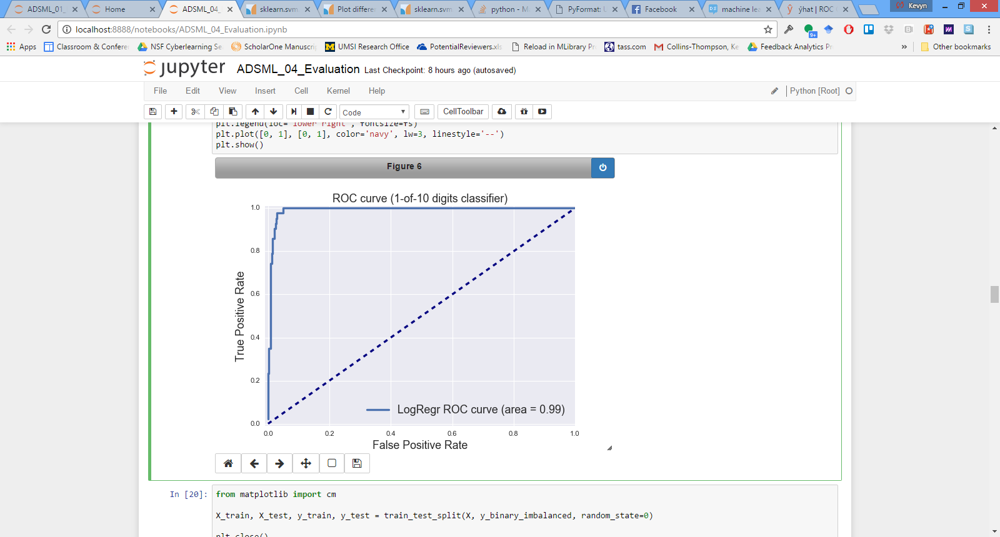 ADSML_01_
Home
ADSML_04_
sklearn.svm
Plot differe
sklearn.svm
python - M
PyFormat: U
Facebook
machine le
ŷhat | ROC
Kevyn
localhost:8888/notebooks/ADSML_04_Evaluation.ipynb
9+
Apps
Classroom & Confere
NSF Cyberlearning Se
ScholarOne Manuscri
UMSI Research Office
PotentialReviewers.xls
Reload in MLibrary Pr
tass.com
Collins-Thompson, Ke
Feedback Analytics Pr
»
Other bookmarks
jupyter ADSML_04_Evaluation Last Checkpoint: 8 hours ago (autosaved)
File Edit View Insert Cell Kernel Help
Python [Root]
Code
CellToolbar
plt.legend(loc='lower right', fontsize=fs)
plt.plot([0, 1], [0, 1], color='navy', lw=3, linestyle='--')
plt.show()
Figure 6
ROC curve (1-of-10 digits classifier)
1.0
0.8
0.6
0.4
0.2
0.0
True Positive Rate
LogRegr ROC curve (area = 0.99)
0.0 0.2 0.4 0.6 0.8 1.0
False Positive Rate
In [20]:
from matplotlib import cm
X_train, X_test, y_train, y_test = train_test_split(X, y_binary_imbalanced, random_state=0)
plt.close()